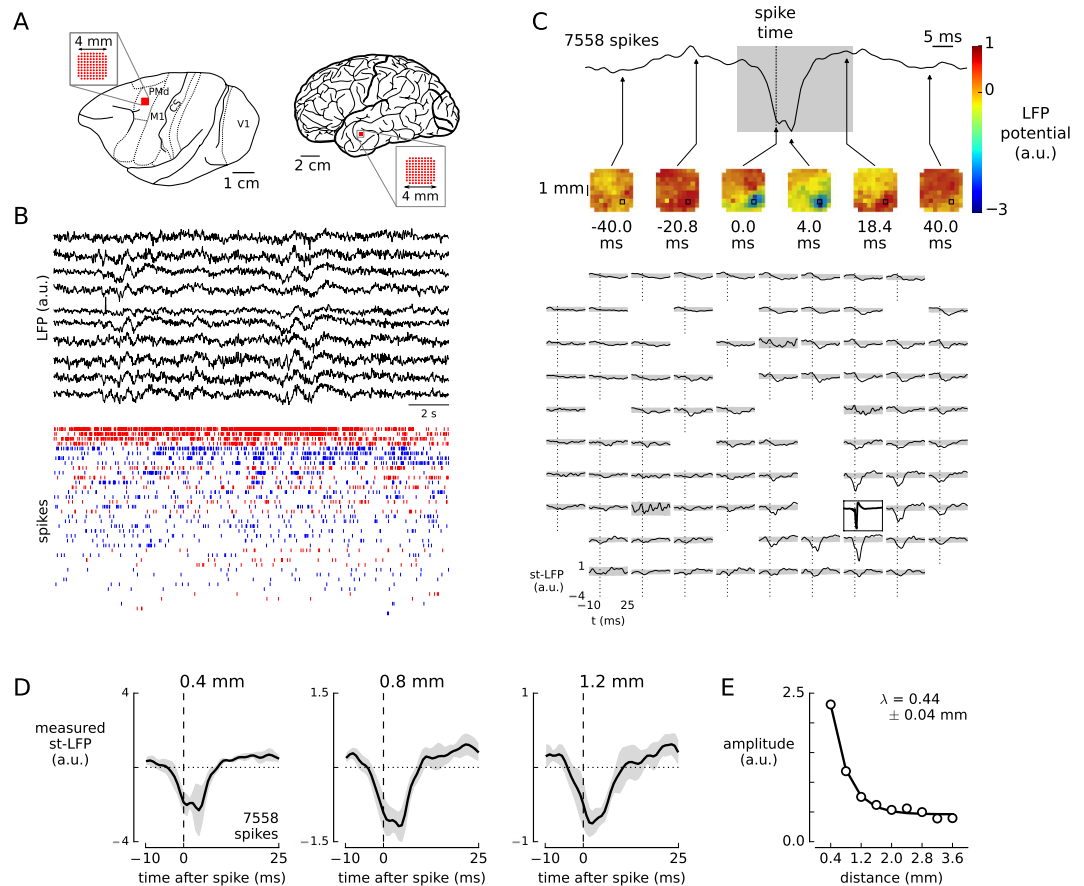 A
4 mm
PMd
M1
CS
V1
1 cm
2 cm
4 mm
B
LFP (a.u.)
2 s
spikes
C
7558 spikes
spike
time
5 ms
1
0
−3
LFP
potential
(a.u.)
1 mm
-40.0
ms
-20.8
ms
0.0
ms
4.0
ms
18.4
ms
40.0
ms
st-LFP
(a.u.)
1
−4
−10
25
t (ms)
D
measured
st-LFP
(a.u.)
0.4 mm
4
−4
7558
spikes
−10
0
25
time after spike (ms)
0.8 mm
1.5
−1.5
−10
0
25
time after spike (ms)
1.2 mm
1
−1
−10
0
25
time after spike (ms)
E
amplitude
(a.u.)
2.5
0.0
λ = 0.44
± 0.04 mm
0.4
1.2
2.0
2.8
3.6
distance (mm)